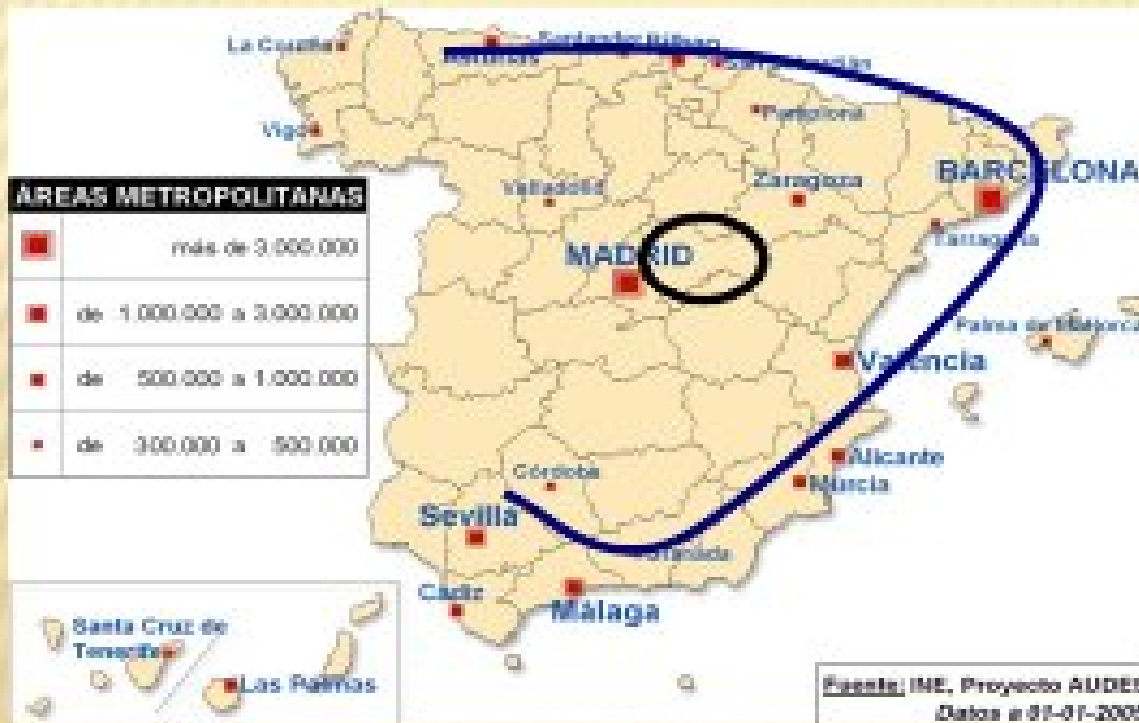 La Coruña
Santander Bilbao
Asturias
San Sebastián
Pamplona
Vigo
Valladolid
Zaragoza
BARCELONA
Tarragona
MADRID
ÁREAS METROPOLITANAS
más de 3.000.000
de 1.000.000 a 3.000.000
de 500.000 a 1.000.000
de 300.000 a 500.000
Palma de Mallorca
Valencia
Alicante
Murcia
Córdoba
Sevilla
Granada
Cádiz
Málaga
Santa Cruz de
Tenerife
Las Palmas
Fuente: INE, Proyecto AUDES